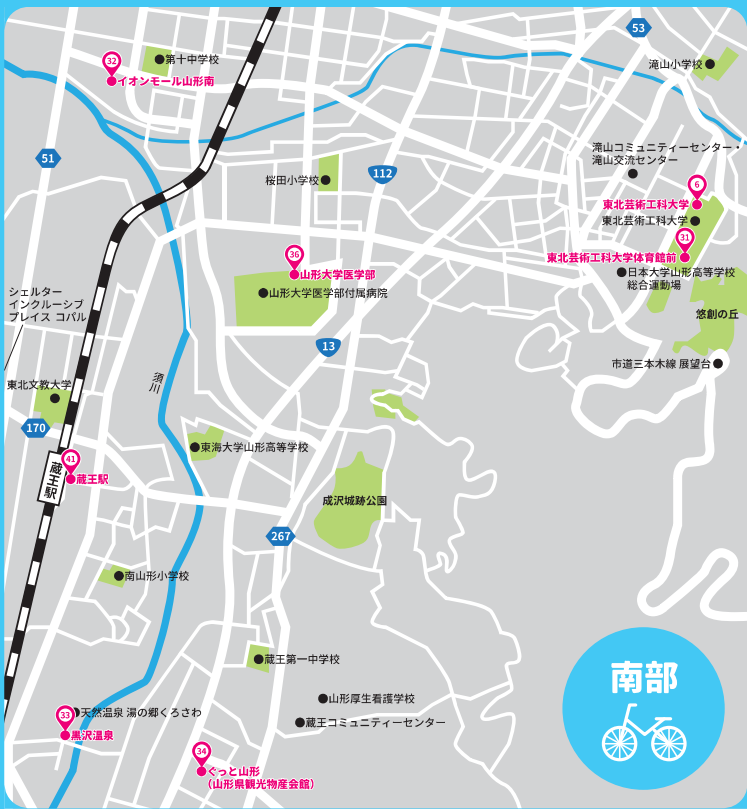 53
32
第十中学校
イオンモール山形南
滝山小学校
51
滝山コミュニティーセンター・
滝山交流センター
112
桜田小学校
6
東北芸術工科大学
東北芸術工科大学
31
東北芸術工科大学体育館前
36
山形大学医学部
日本大学山形高等学校
総合運動場
山形大学医学部付属病院
シェルター
インクルーシブ
プレイス コパル
悠創の丘
13
市道三本木線 展望台
東北文教大学
須川
170
東海大学山形高等学校
41
蔵王駅
蔵王駅
成沢城跡公園
267
南山形小学校
蔵王第一中学校
南部
山形厚生看護学校
33
天然温泉 湯の郷くろさわ
蔵王コミュニティーセンター
黒沢温泉
34
ぐっと山形
（山形県観光物産会館）